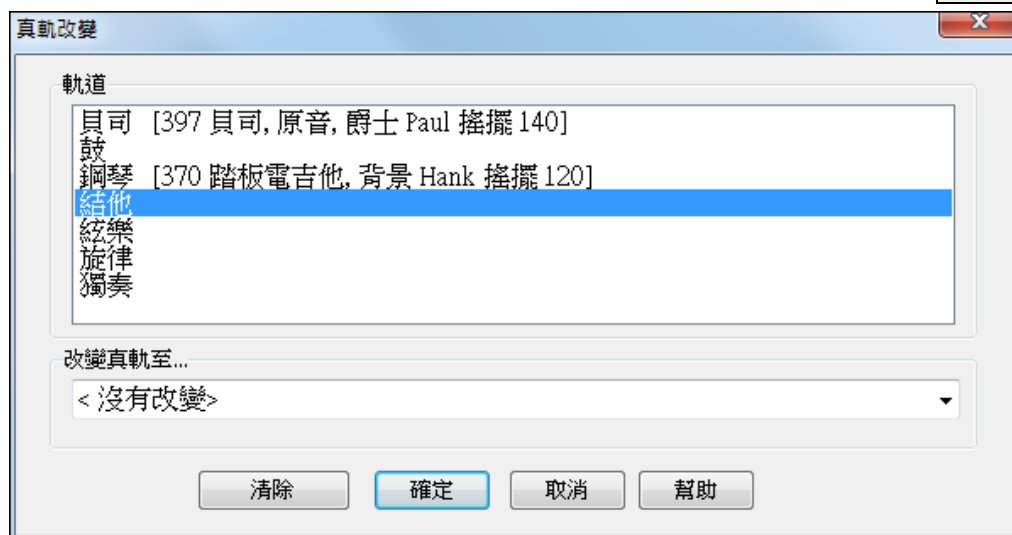 真軌改變
軌道
貝司 [397 貝司, 原音, 爵士 Paul 搖擺 140]
鼓
鋼琴 [370 踏板電吉他, 背景 Hank 搖擺 120]
結他
絃樂
旋律
獨奏
改變真軌至...
< 沒有改變>
清除 確定 取消 幫助